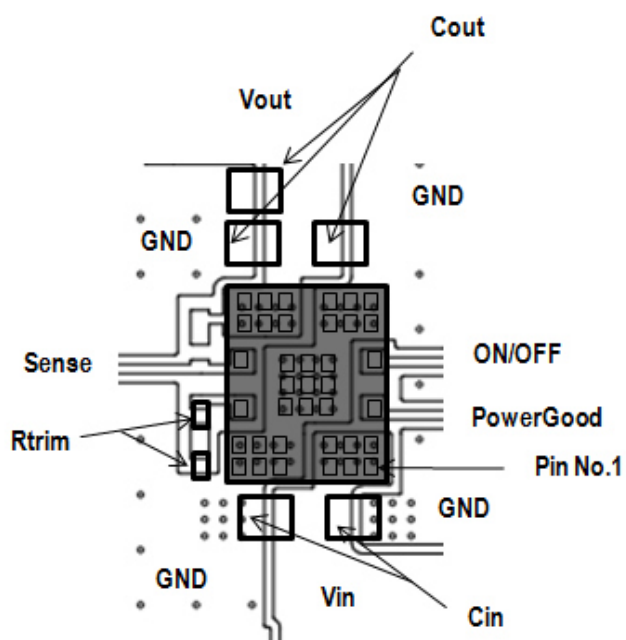 Cout
Vout
GND
GND
Sense
ON/OFF
PowerGood
Rtrim
Pin No.1
GND
GND
Vin
Cin